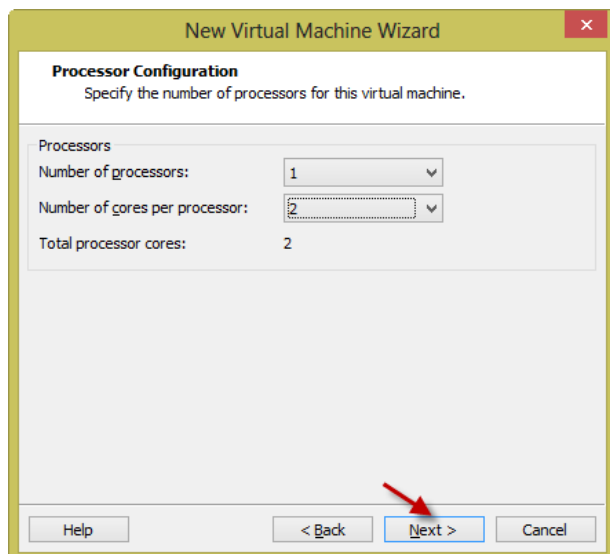 New Virtual Machine Wizard
Processor Configuration
Specify the number of processors for this virtual machine.
Processors
Number of processors: 1
Number of cores per processor: 2
Total processor cores: 2
Help < Back Next > Cancel